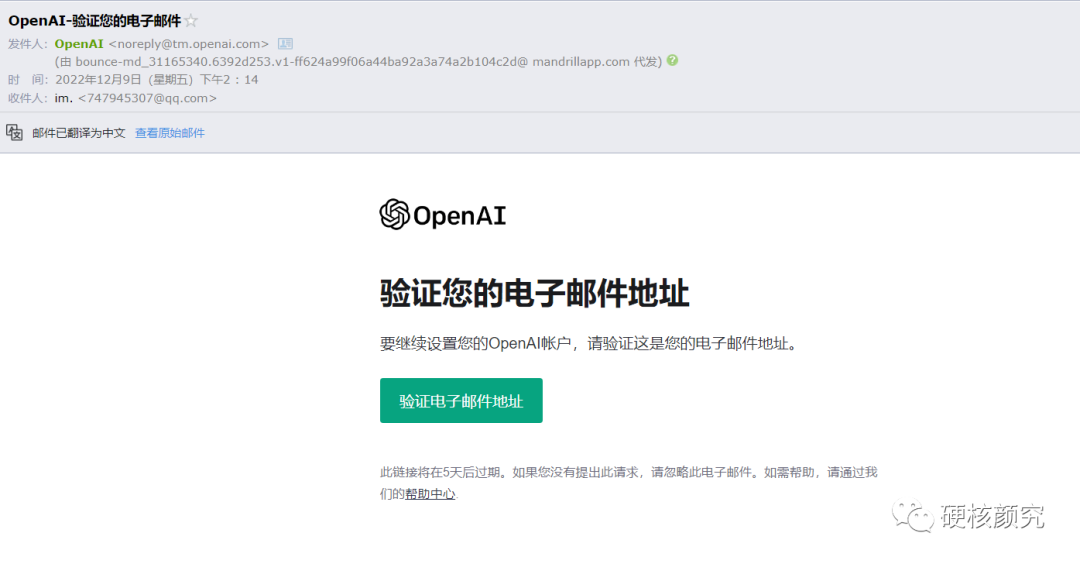 OpenAI-验证您的电子邮件
发件人： OpenAI <noreply@tm.openai.com>
(由 bounce-md_31165340.6392d253.v1-ff624a99f06a44ba92a3a74a2b104c2d@ mandrillapp.com 代发)
时 间： 2022年12月9日（星期五）下午2：14
收件人： im. <747945307@qq.com>
邮件已翻译为中文 查看原始邮件
OpenAI
验证您的电子邮件地址
要继续设置您的OpenAI帐户，请验证这是您的电子邮件地址。
验证电子邮件地址
此链接将在5天后过期。如果您没有提出此请求，请忽略此电子邮件。如需帮助，请通过我
们的帮助中心.
硬核颜究